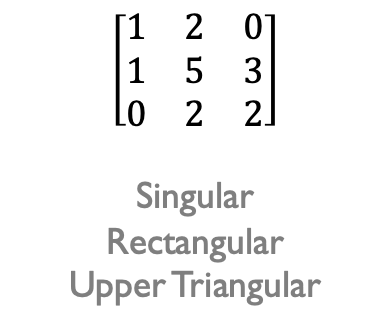 1 2 0
1 5 3
0 2 2
Singular
Rectangular
Upper Triangular